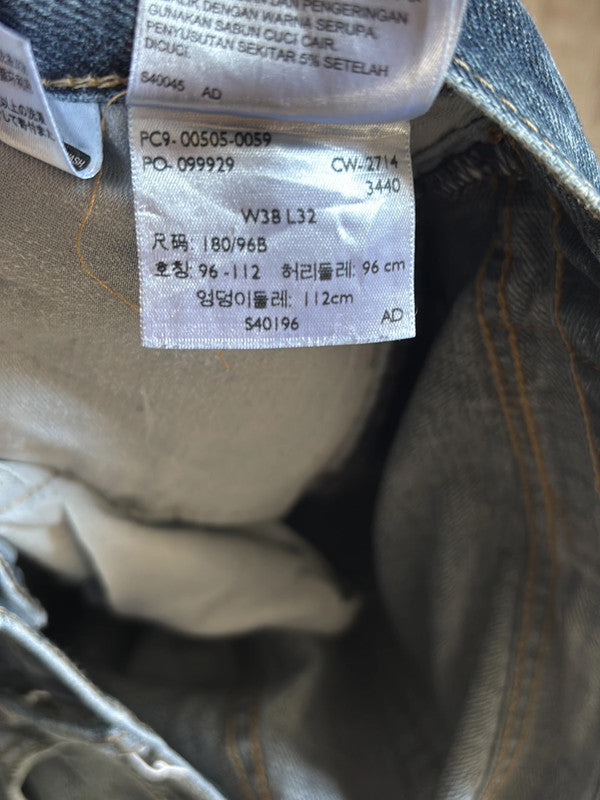 DAN PENGERINGAN
DENGAN WARNA SERUPA.
GUNAKAN SABUN CUCI CAIR.
PENYUSUTAN SEKITAR 5% SETELAH
DICUCI.
S40045 AD
PC9-00505-0059
PO-099929 CW-2714
3440
W38 L32
尺码: 180/96B
호칭: 96-112 허리둘레: 96 cm
엉덩이둘레: 112cm
S40196 AD